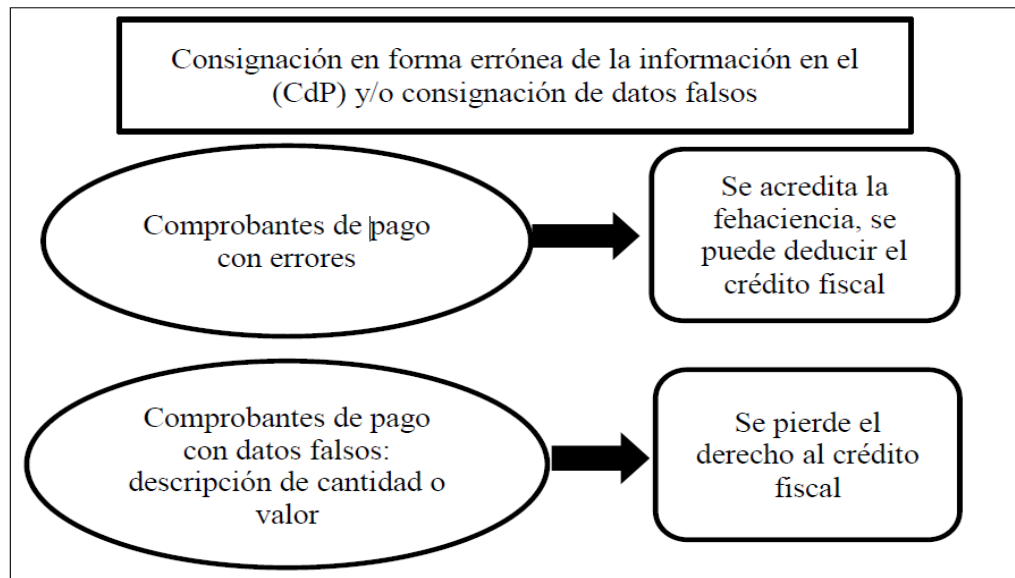 Consignación en forma errónea de la información en el
(CdP) y/o consignación de datos falsos
Comprobantes de pago
con errores
Se acredita la
fehaciencia, se
puede deducir el
crédito fiscal
Comprobantes de pago
con datos falsos:
descripción de cantidad o
valor
Se pierde el
derecho al crédito
fiscal